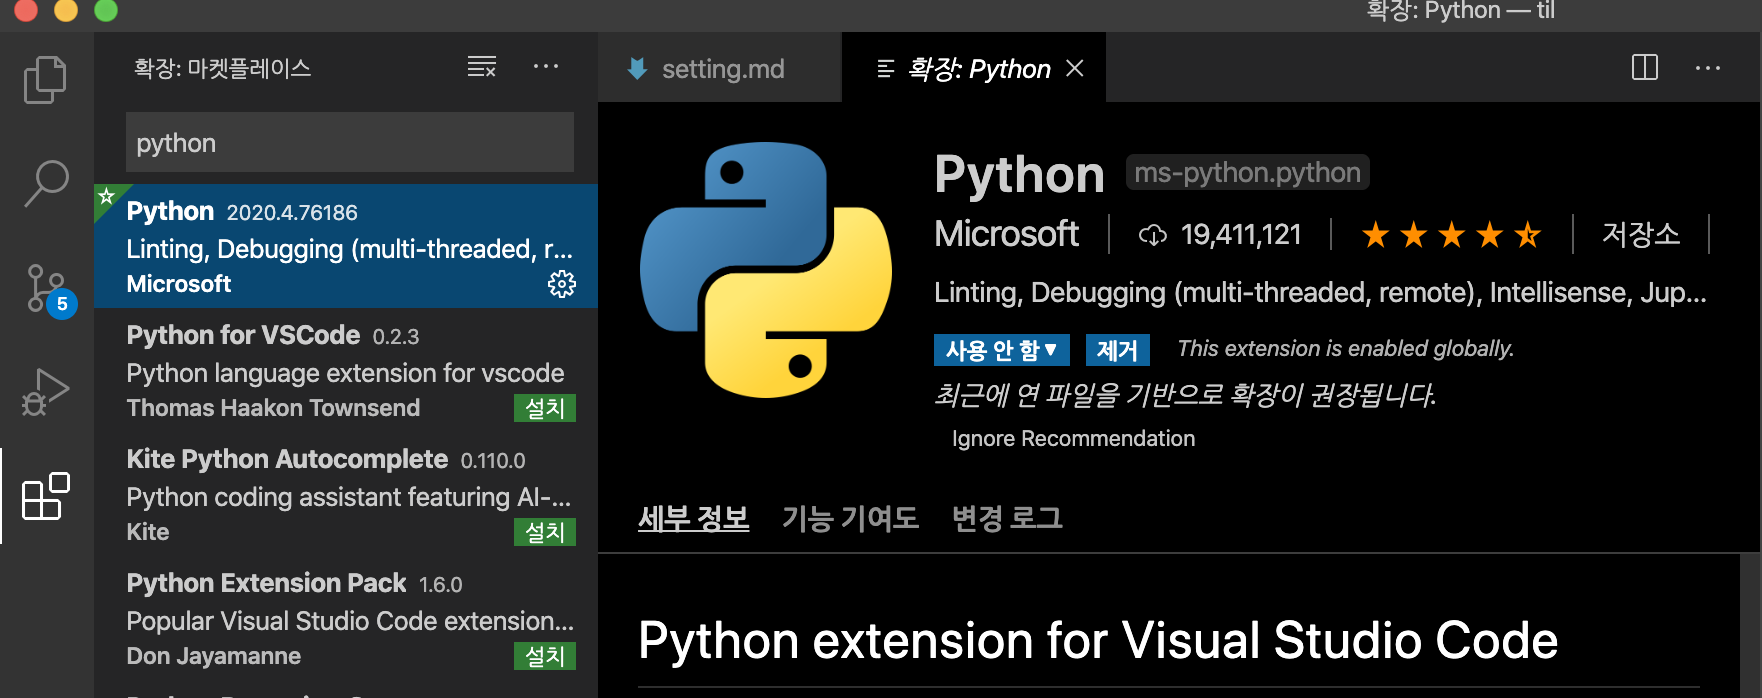 확장: Python — til
확장: 마켓플레이스
setting.md
확장: Python
python
Python 2020.4.76186
Linting, Debugging (multi-threaded, r...
Microsoft
5
Python for VSCode 0.2.3
Python language extension for vscode
Thomas Haakon Townsend
설치
Kite Python Autocomplete 0.110.0
Python coding assistant featuring AI-...
Kite
설치
Python Extension Pack 1.6.0
Popular Visual Studio Code extension...
Don Jayamanne
설치
Python ms-python.python
Microsoft 19,411,121 저장소
Linting, Debugging (multi-threaded, remote), Intellisense, Jup...
사용 안 함 제거 This extension is enabled globally.
최근에 연 파일을 기반으로 확장이 권장됩니다.
Ignore Recommendation
세부 정보 기능 기여도 변경 로그
Python extension for Visual Studio Code